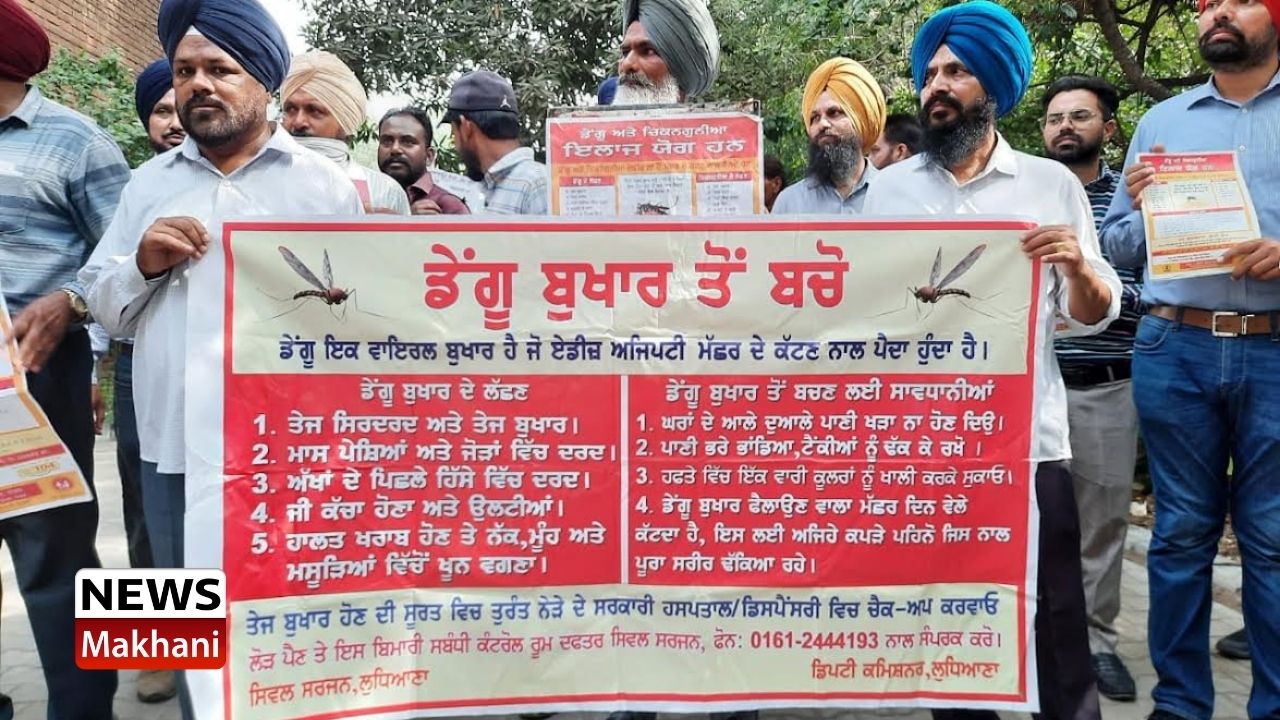 ਡੇਂਗੂ ਅਤੇ ਚਿਕਨਗੁਨੀਆ
ਇਲਾਜ ਯੋਗ ਹਨ
ਡੇਂਗੂ ਬੁਖਾਰ ਤੋਂ ਬਚੋ
ਡੇਂਗੂ ਇਕ ਵਾਇਰਲ ਬੁਖਾਰ ਹੈ ਜੋ ਏਡੀਜ਼ ਅਜਿਪਟੀ ਮੱਛਰ ਦੇ ਕੱਟਣ ਨਾਲ ਪੈਦਾ ਹੁੰਦਾ ਹੈ।
ਡੇਂਗੂ ਬੁਖਾਰ ਦੇ ਲੱਛਣ
1. ਤੇਜ ਸਿਰਦਰਦ ਅਤੇ ਤੇਜ ਬੁਖਾਰ।
2. ਮਾਸ ਪੇਸ਼ਿਆਂ ਅਤੇ ਜੋੜਾਂ ਵਿੱਚ ਦਰਦ।
3. ਅੱਖਾਂ ਦੇ ਪਿਛਲੇ ਹਿੱਸੇ ਵਿੱਚ ਦਰਦ।
4. ਜੀ ਕੱਚਾ ਹੋਣਾ ਅਤੇ ਉਲਟੀਆਂ।
5. ਹਾਲਤ ਖਰਾਬ ਹੋਣ ਤੇ ਨੱਕ,ਮੂੰਹ ਅਤੇ
ਮਸੂੜਿਆਂ ਵਿੱਚੋਂ ਖੂਨ ਵਗਣਾ।
ਡੇਂਗੂ ਬੁਖਾਰ ਤੋਂ ਬਚਣ ਲਈ ਸਾਵਧਾਨੀਆਂ
1. ਘਰਾਂ ਦੇ ਆਲੇ ਦੁਆਲੇ ਪਾਣੀ ਖੜਾ ਨਾ ਹੋਣ ਦਿਉ।
2. ਪਾਣੀ ਭਰੇ ਭਾਂਡਿਆ,ਟੈਂਕੀਆਂ ਨੂੰ ਢੱਕ ਕੇ ਰਖੋ ।
3. ਹਫਤੇ ਵਿੱਚ ਇੱਕ ਵਾਰੀ ਕੂਲਰਾਂ ਨੂੰ ਖਾਲੀ ਕਰਕੇ ਸੁਕਾਓ।
4. ਡੇਂਗੂ ਬੁਖਾਰ ਫੈਲਾਉਣ ਵਾਲਾ ਮੱਛਰ ਦਿਨ ਵੇਲੇ
ਕੱਟਦਾ ਹੈ, ਇਸ ਲਈ ਅਜਿਹੇ ਕਪੜੇ ਪਹਿਨੋ ਜਿਸ ਨਾਲ
ਪੂਰਾ ਸਰੀਰ ਢੱਕਿਆ ਰਹੇ।
ਤੇਜ ਬੁਖਾਰ ਹੋਣ ਦੀ ਸੂਰਤ ਵਿਚ ਤੁਰੰਤ ਨੇੜੇ ਦੇ ਸਰਕਾਰੀ ਹਸਪਤਾਲ/ਡਿਸਪੈਂਸਰੀ ਵਿਚ ਚੈਕ-ਅਪ ਕਰਵਾਓ
ਲੋੜ ਪੈਣ ਤੇ ਇਸ ਬਿਮਾਰੀ ਸਬੰਧੀ ਕੰਟਰੋਲ ਰੂਮ ਦਫਤਰ ਸਿਵਲ ਸਰਜਨ, ਫੋਨ: 0161-2444193 ਨਾਲ ਸੰਪਰਕ ਕਰੋ।
ਸਿਵਲ ਸਰਜਨ,ਲੁਧਿਆਣਾ
ਡਿਪਟੀ ਕਮਿਸ਼ਨਰ,ਲੁਧਿਆਣਾ
NEWS
Makhani
104